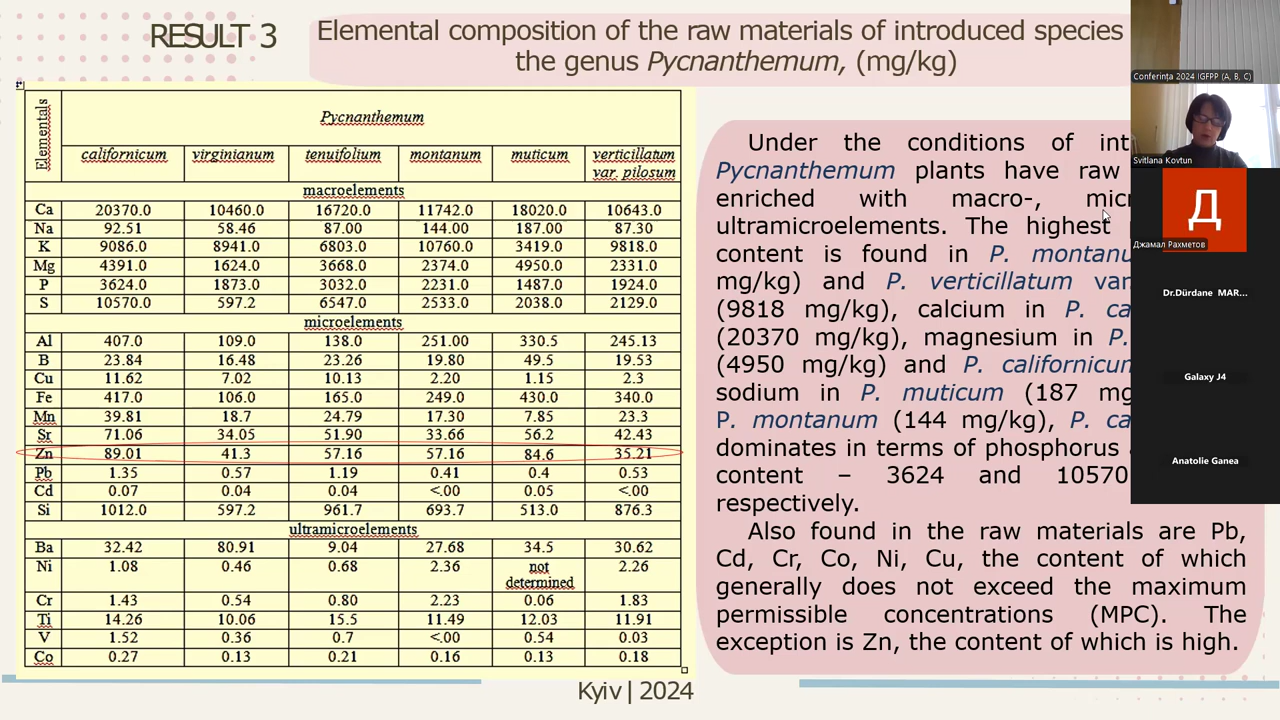 RESULT 3
Elemental composition of the raw materials of introduced species
the genus Pycnanthemum, (mg/kg)
Elementals
Pycnanthemum
californicum virginianum tenuifolium montanum muticum verticillatum var. pilosum
macroelements
Ca 20370.0 10460.0 16720.0 11742.0 18020.0 10643.0
Na 92.51 58.46 87.00 144.00 187.00 87.30
K 9086.0 8941.0 6803.0 10760.0 3419.0 9818.0
Mg 4391.0 1624.0 3668.0 2374.0 4950.0 2331.0
P 3624.0 1873.0 3032.0 2231.0 1487.0 1924.0
S 10570.0 597.2 6547.0 2533.0 2038.0 2129.0
microelements
Al 407.0 109.0 138.0 251.00 330.5 245.13
B 23.84 16.48 23.26 19.80 49.5 19.53
Cu 11.62 7.02 10.13 2.20 1.15 2.3
Fe 417.0 106.0 165.0 249.0 430.0 340.0
Mn 39.81 18.7 24.79 17.30 7.85 23.3
Sr 71.06 34.05 51.90 33.66 56.2 42.43
Zn 89.01 41.3 57.16 57.16 84.6 35.21
Pb 1.35 0.57 1.19 0.41 0.4 0.53
Cd 0.07 0.04 0.04 <.00 0.05 <.00
Si 1012.0 597.2 961.7 693.7 513.0 876.3
ultramicroelements
Ba 32.42 80.91 9.04 27.68 34.5 30.62
Ni 1.08 0.46 0.68 2.36 not determined 2.26
Cr 1.43 0.54 0.80 2.23 0.06 1.83
Ti 14.26 10.06 15.5 11.49 12.03 11.91
V 1.52 0.36 0.7 <.00 0.54 0.03
Co 0.27 0.13 0.21 0.16 0.13 0.18
Under the conditions of int
Pycnanthemum plants have raw
enriched with macro-, micr
ultramicroelements. The highest
content is found in P. montanu
mg/kg) and P. verticillatum var
(9818 mg/kg), calcium in P. ca
(20370 mg/kg), magnesium in P.
(4950 mg/kg) and P. californicum
sodium in P. muticum (187 mg
P. montanum (144 mg/kg), P. ca
dominates in terms of phosphorus
content – 3624 and 10570
respectively.
Also found in the raw materials are Pb,
Cd, Cr, Co, Ni, Cu, the content of which
generally does not exceed the maximum
permissible concentrations (MPC). The
exception is Zn, the content of which is high.
Kyiv | 2024
Conferința 2024 IGFPP (A, B, C)
Svitlana Kovtun
Д
Джамал Рахметов
Dr.Dürdane MAR...
Galaxy J4
Anatolie Ganea